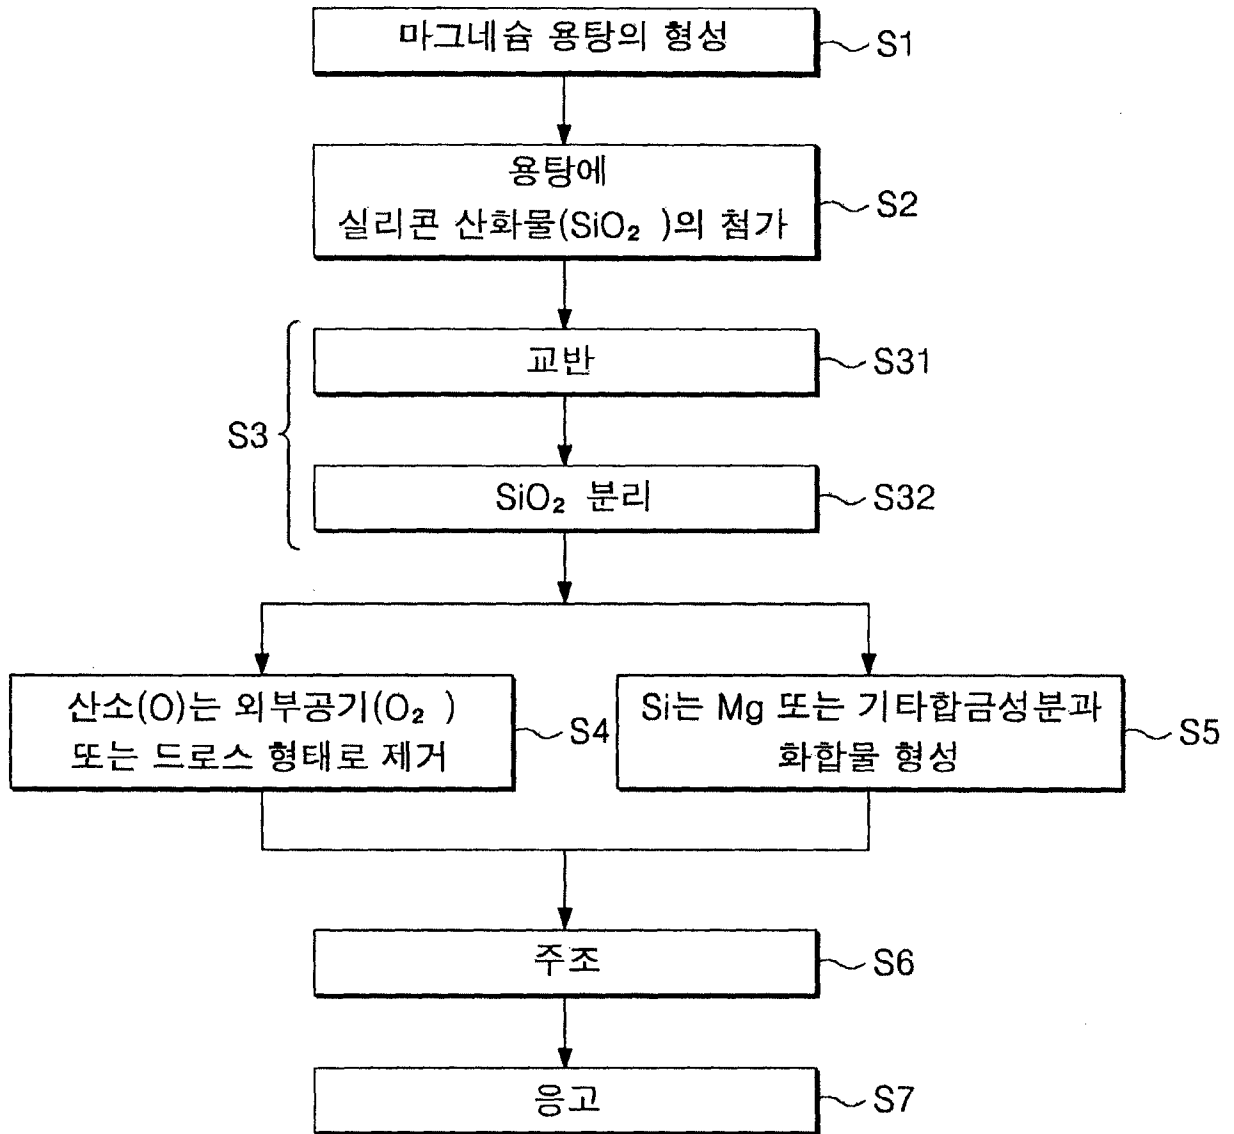 마그네슘 용탕의 형성
S1
용탕에
실리콘 산화물(SiO₂ )의 첨가
S2
교반
S31
S3
SiO₂ 분리
S32
산소(O)는 외부공기(O₂ )
또는 드로스 형태로 제거
S4
Si는 Mg 또는 기타합금성분과
화합물 형성
S5
주조
S6
응고
S7